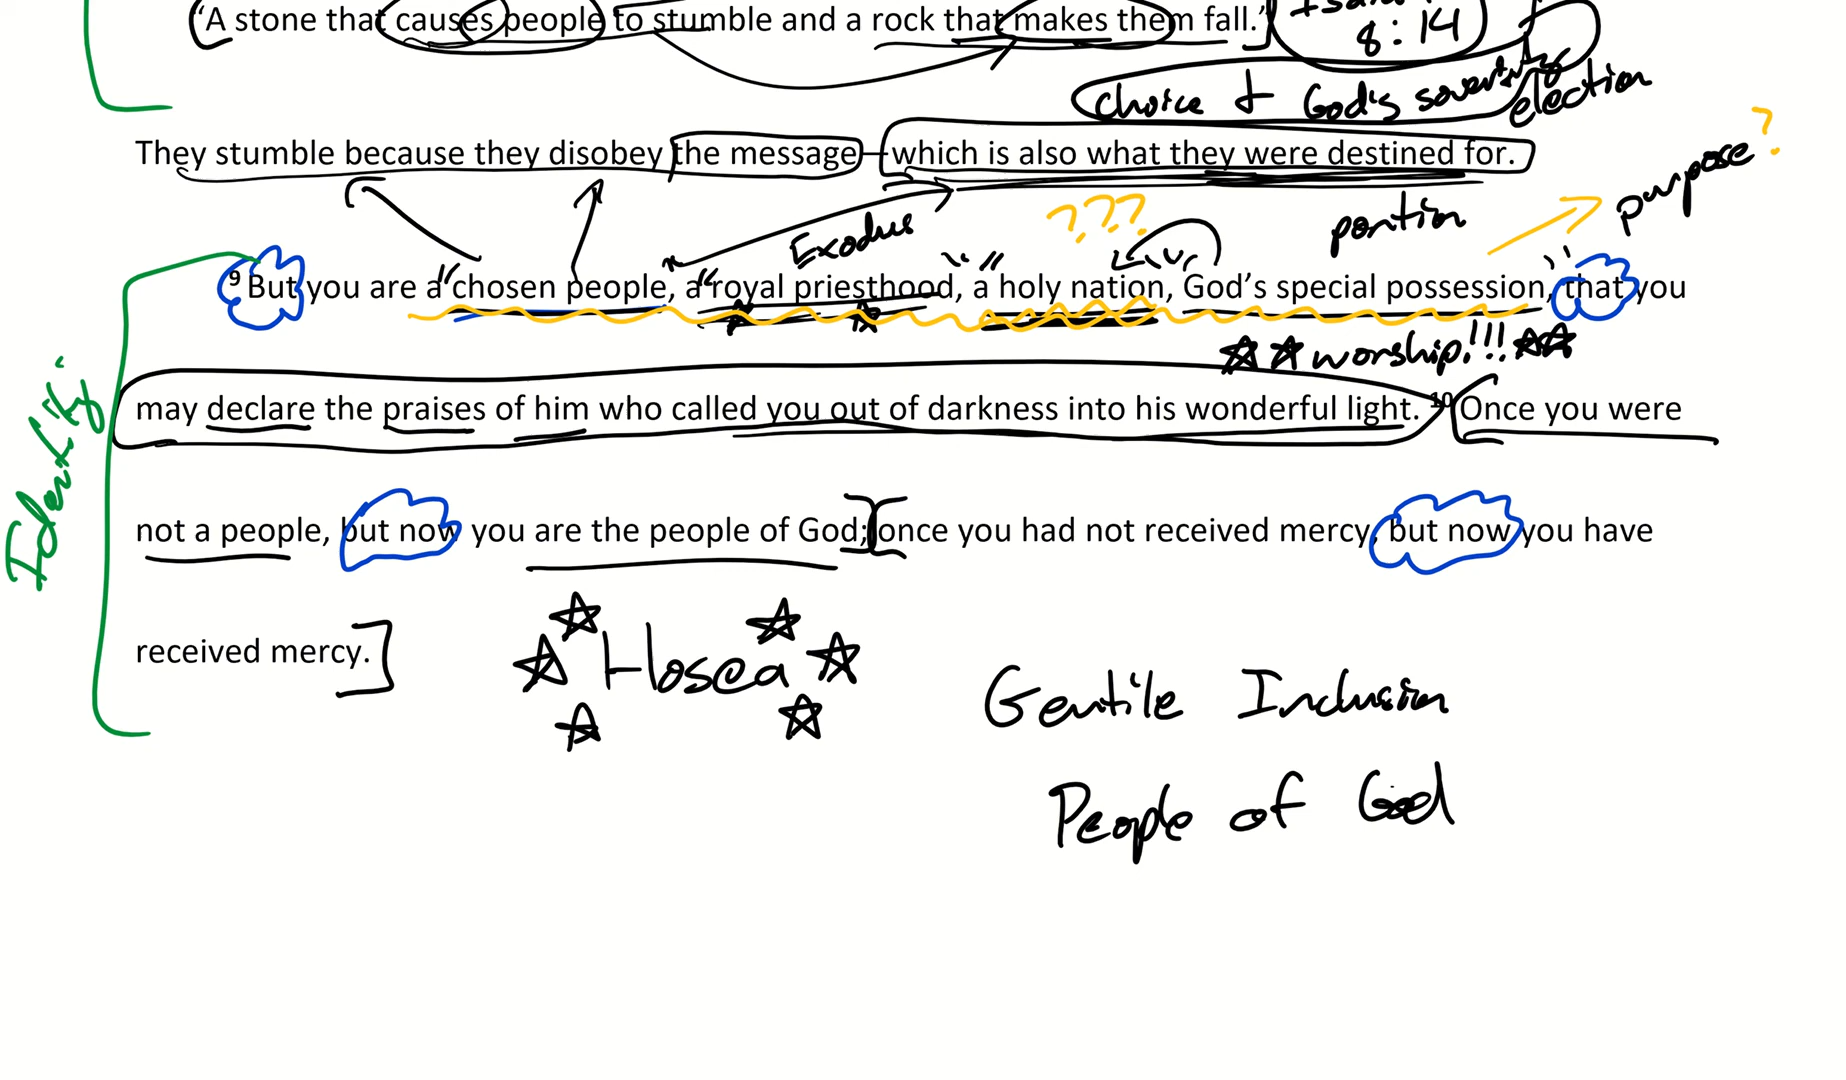 “A stone that causes people to stumble and a rock that makes them fall.”
8:14
choice + God's
election
They stumble because they disobey the message—which is also what they were destined for.
purpose?
Exodus
???
portion
⁹ But you are a “chosen people, a “royal priesthood,” a “holy nation, God’s special possession,” that you
worship!!!
Identity
may declare the praises of him who called you out of darkness into his wonderful light. ¹⁰ Once you were
not a people, but now you are the people of God; once you had not received mercy, but now you have
received mercy.
Hosea
Gentile Inclusion
People of God